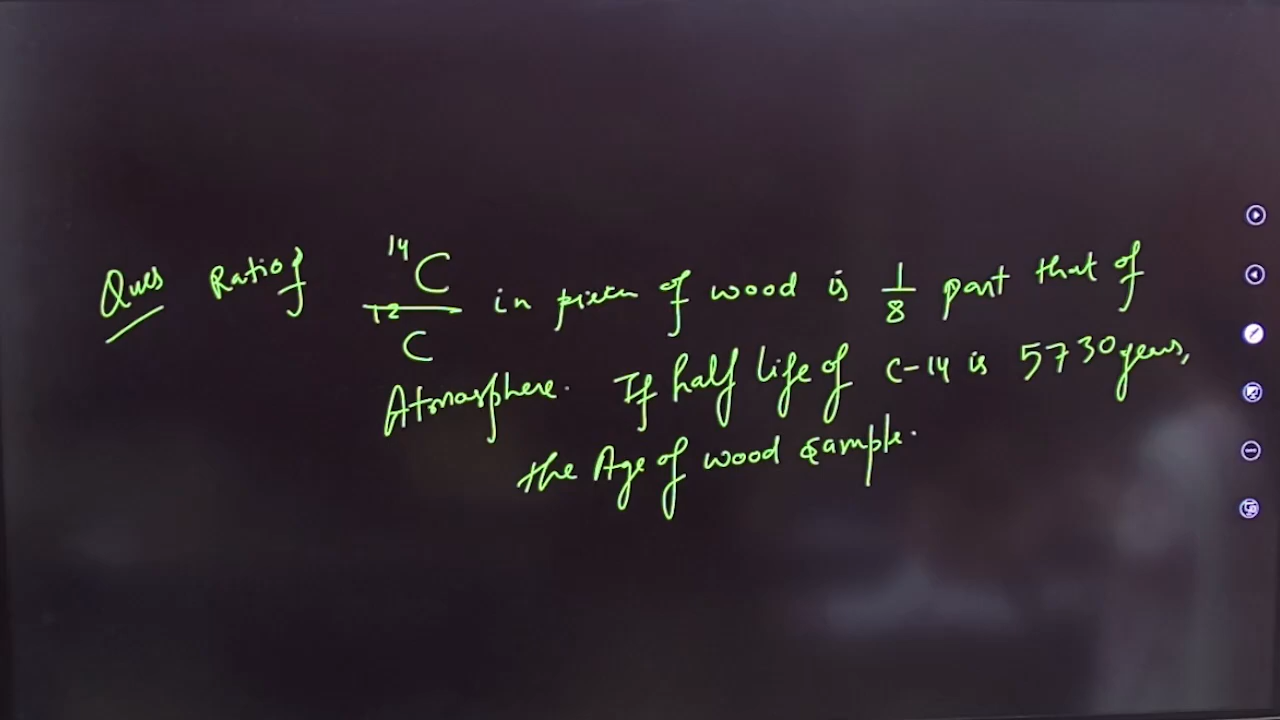 Ques Ratio of ¹⁴C / ¹²C in piece of wood is 1/8 part that of
Atmosphere. If half life of C-14 is 5730 years,
the Age of wood sample.